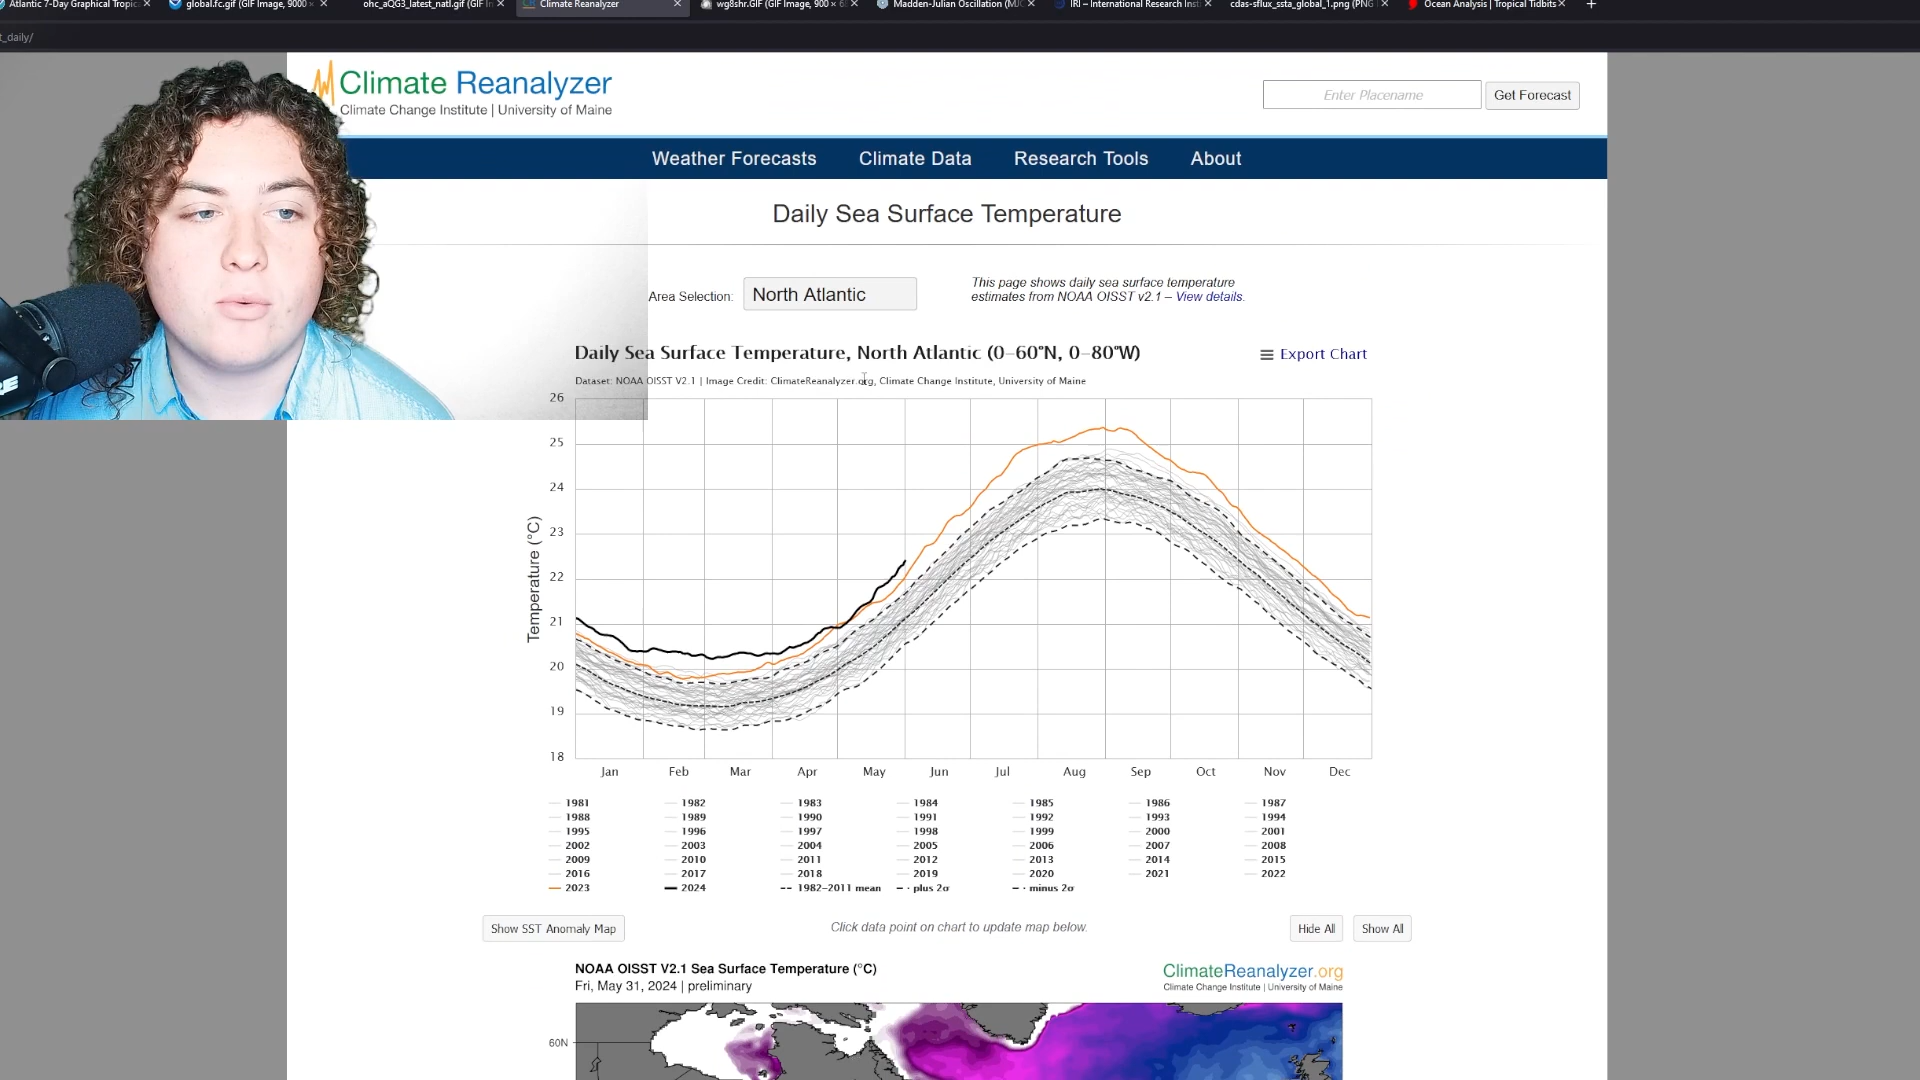 Atlantic 7-Day Graphical Tropic
global.fc.gif (GIF Image, 9000 ×
ohc_aQG3_latest_natl.gif (GIF In
Climate Reanalyzer
wg8shr.GIF (GIF Image, 900 × 6
Madden-Julian Oscillation (MJO
IRI – International Research Inst
cdas-sflux_ssta_global_1.png (PNG
Ocean Analysis | Tropical Tidbits
t_daily/
Climate Reanalyzer
Climate Change Institute | University of Maine
Enter Placename
Get Forecast
Weather Forecasts Climate Data Research Tools About
Daily Sea Surface Temperature
Area Selection: North Atlantic
This page shows daily sea surface temperature
estimates from NOAA OISST v2.1 – View details.
Daily Sea Surface Temperature, North Atlantic (0–60°N, 0–80°W)
Export Chart
Dataset: NOAA OISST V2.1 | Image Credit: ClimateReanalyzer.org, Climate Change Institute, University of Maine
26
25
24
23
22
21
20
19
18
Temperature (°C)
Jan Feb Mar Apr May Jun Jul Aug Sep Oct Nov Dec
1981 1982 1983 1984 1985 1986 1987
1988 1989 1990 1991 1992 1993 1994
1995 1996 1997 1998 1999 2000 2001
2002 2003 2004 2005 2006 2007 2008
2009 2010 2011 2012 2013 2014 2015
2016 2017 2018 2019 2020 2021 2022
2023 2024 1982–2011 mean plus 2σ minus 2σ
Show SST Anomaly Map
Click data point on chart to update map below.
Hide All
Show All
NOAA OISST V2.1 Sea Surface Temperature (°C)
Fri, May 31, 2024 | preliminary
ClimateReanalyzer.org
Climate Change Institute | University of Maine
60N